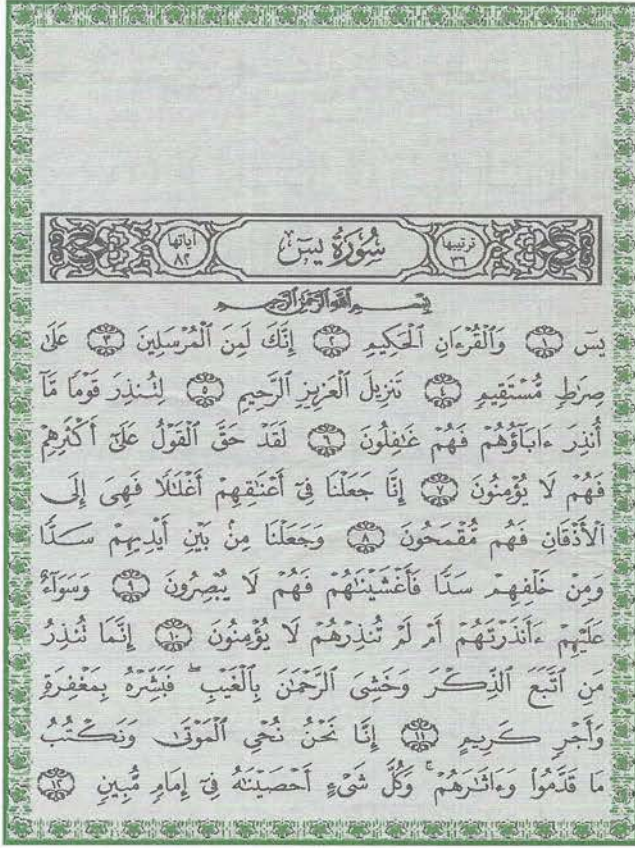 ترتيبها ٣٦ سُورَةُ يسٓ آياتها ٨٣
بِسْمِ اللَّهِ الرَّحْمَٰنِ الرَّحِيمِ
يسٓ ١ وَٱلْقُرْءَانِ ٱلْحَكِيمِ ٢ إِنَّكَ لَمِنَ ٱلْمُرْسَلِينَ ٣ عَلَىٰ
صِرَٰطٍ مُّسْتَقِيمٍ ٤ تَنزِيلَ ٱلْعَزِيزِ ٱلرَّحِيمِ ٥ لِتُنذِرَ قَوْمًا مَّآ
أُنذِرَ ءَابَآؤُهُمْ فَهُمْ غَٰفِلُونَ ٦ لَقَدْ حَقَّ ٱلْقَوْلُ عَلَىٰٓ أَكْثَرِهِمْ
فَهُمْ لَا يُؤْمِنُونَ ٧ إِنَّا جَعَلْنَا فِىٓ أَعْنَٰقِهِمْ أَغْلَٰلًا فَهِىَ إِلَى
ٱلْأَذْقَانِ فَهُم مُّقْمَحُونَ ٨ وَجَعَلْنَا مِنۢ بَيْنِ أَيْدِيهِمْ سَدًّا
وَمِنْ خَلْفِهِمْ سَدًّا فَأَغْشَيْنَٰهُمْ فَهُمْ لَا يُبْصِرُونَ ٩ وَسَوَآءٌ
عَلَيْهِمْ ءَأَنذَرْتَهُمْ أَمْ لَمْ تُنذِرْهُمْ لَا يُؤْمِنُونَ ١٠ إِنَّمَا تُنذِرُ
مَنِ ٱتَّبَعَ ٱلذِّكْرَ وَخَشِىَ ٱلرَّحْمَٰنَ بِٱلْغَيْبِ ۖ فَبَشِّرْهُ بِمَغْفِرَةٍ
وَأَجْرٍ كَرِيمٍ ١١ إِنَّا نَحْنُ نُحْىِ ٱلْمَوْتَىٰ وَنَكْتُبُ
مَا قَدَّمُوا۟ وَءَاثَٰرَهُمْ ۚ وَكُلَّ شَىْءٍ أَحْصَيْنَٰهُ فِىٓ إِمَامٍ مُّبِينٍ ١٢